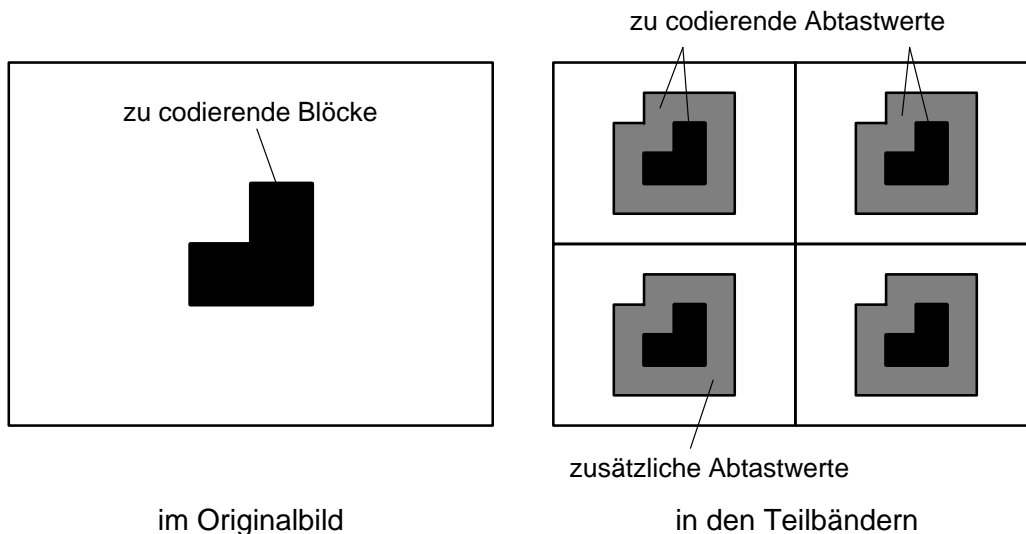 zu codierende Abtastwerte
zu codierende Blöcke
zusätzliche Abtastwerte
im Originalbild
in den Teilbändern